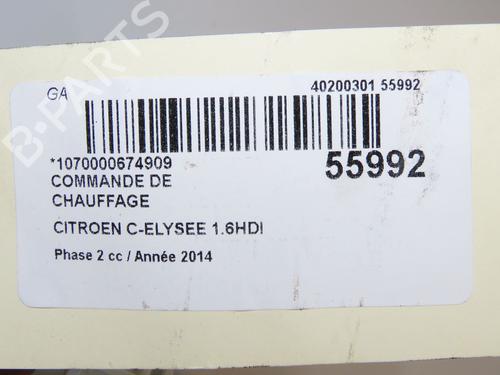 GA
40200301 55992
*1070000674909
55992
COMMANDE DE
CHAUFFAGE
CITROEN C-ELYSEE 1.6HDI
Phase 2 cc / Année 2014
B-PARTS